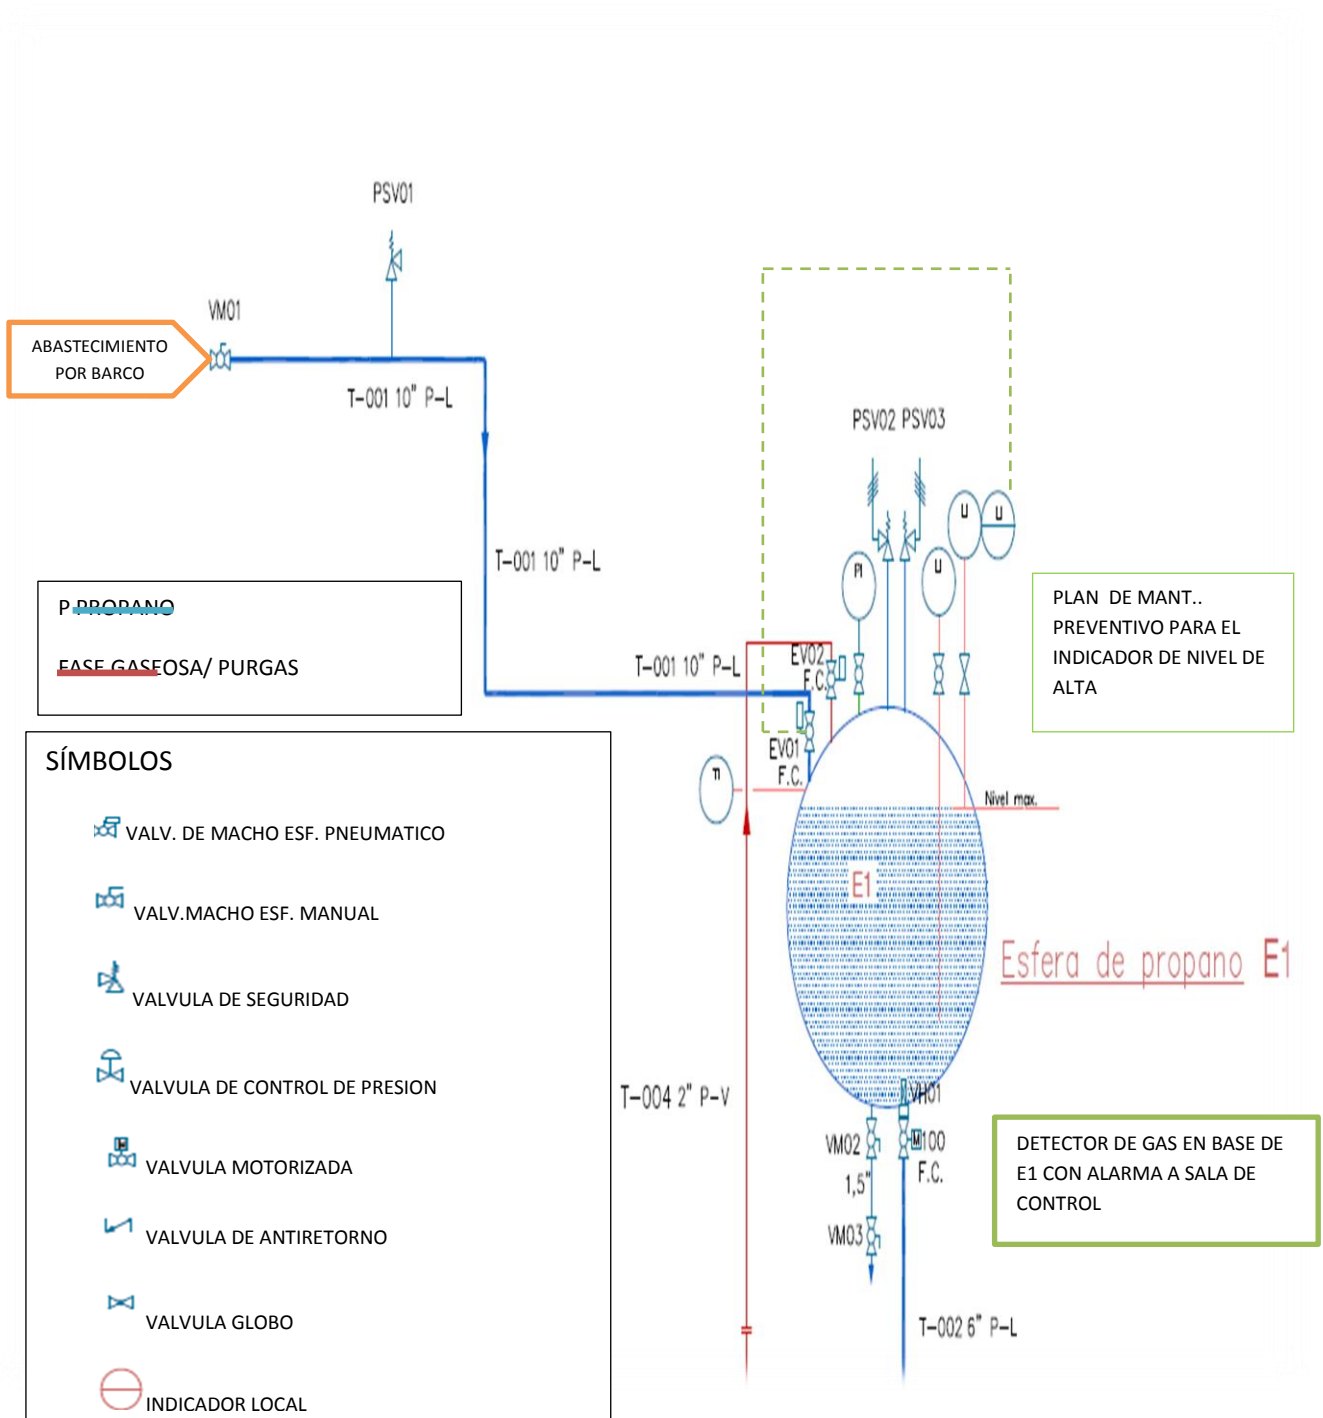 PSV01
VM01
ABASTECIMIENTO
POR BARCO
T-001 10" P-L
PSV02 PSV03
LI
LI
T-001 10" P-L
PI
LI
P PROPANO
FASE GASEOSA/ PURGAS
PLAN DE MANT..
PREVENTIVO PARA EL
INDICADOR DE NIVEL DE
ALTA
T-001 10" P-L
EV02
F.C.
EV01
F.C.
TI
Nivel max.
SÍMBOLOS
VALV. DE MACHO ESF. PNEUMATICO
VALV.MACHO ESF. MANUAL
VALVULA DE SEGURIDAD
VALVULA DE CONTROL DE PRESION
VALVULA MOTORIZADA
VALVULA DE ANTIRETORNO
VALVULA GLOBO
INDICADOR LOCAL
E1
Esfera de propano E1
T-004 2" P-V
VH01
VM02
M
100
F.C.
1,5"
VM03
DETECTOR DE GAS EN BASE DE
E1 CON ALARMA A SALA DE
CONTROL
T-002 6" P-L